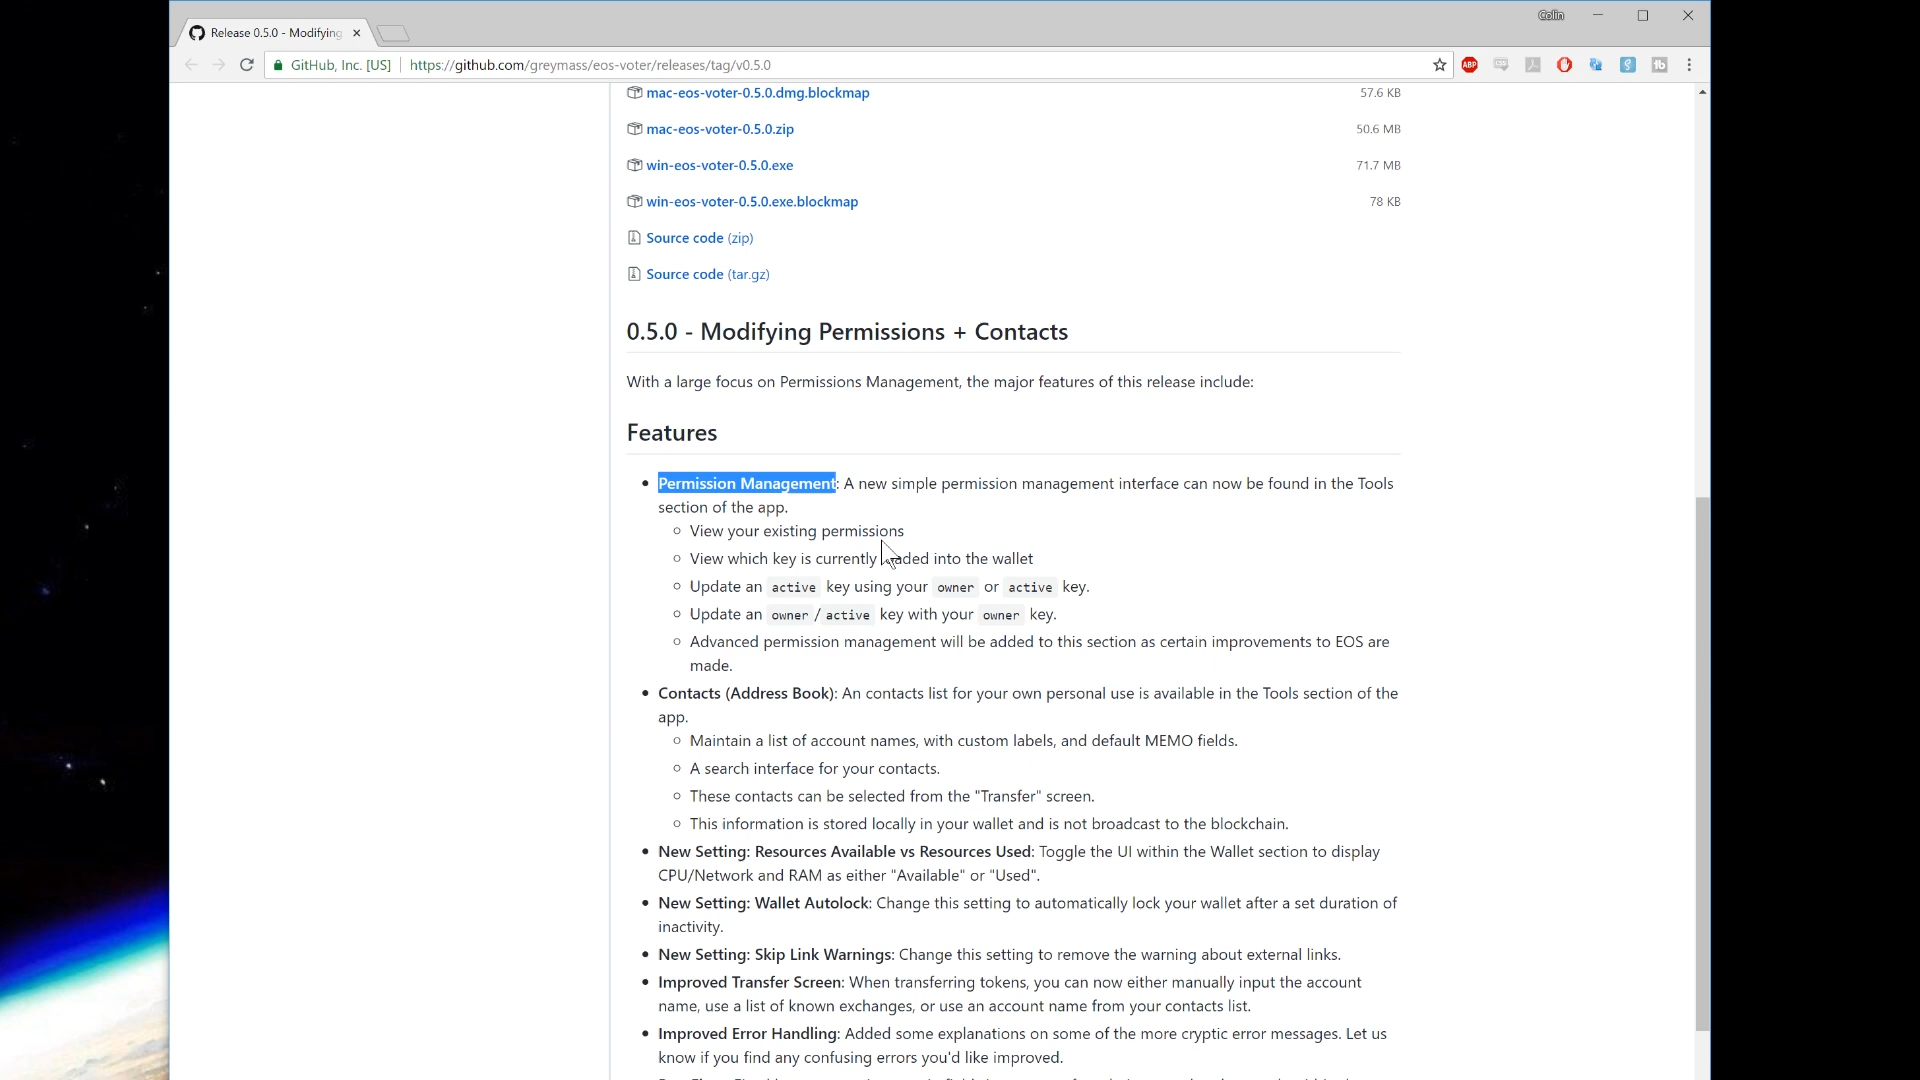 Colin
Release 0.5.0 - Modifying
GitHub, Inc. [US] https://github.com/greymass/eos-voter/releases/tag/v0.5.0
mac-eos-voter-0.5.0.dmg.blockmap 57.6 KB
mac-eos-voter-0.5.0.zip 50.6 MB
win-eos-voter-0.5.0.exe 71.7 MB
win-eos-voter-0.5.0.exe.blockmap 78 KB
Source code (zip)
Source code (tar.gz)
0.5.0 - Modifying Permissions + Contacts
With a large focus on Permissions Management, the major features of this release include:
Features
Permission Management: A new simple permission management interface can now be found in the Tools
section of the app.
View your existing permissions
View which key is currently loaded into the wallet
Update an active key using your owner or active key.
Update an owner / active key with your owner key.
Advanced permission management will be added to this section as certain improvements to EOS are
made.
Contacts (Address Book): An contacts list for your own personal use is available in the Tools section of the
app.
Maintain a list of account names, with custom labels, and default MEMO fields.
A search interface for your contacts.
These contacts can be selected from the "Transfer" screen.
This information is stored locally in your wallet and is not broadcast to the blockchain.
New Setting: Resources Available vs Resources Used: Toggle the UI within the Wallet section to display
CPU/Network and RAM as either "Available" or "Used".
New Setting: Wallet Autolock: Change this setting to automatically lock your wallet after a set duration of
inactivity.
New Setting: Skip Link Warnings: Change this setting to remove the warning about external links.
Improved Transfer Screen: When transferring tokens, you can now either manually input the account
name, use a list of known exchanges, or use an account name from your contacts list.
Improved Error Handling: Added some explanations on some of the more cryptic error messages. Let us
know if you find any confusing errors you'd like improved.